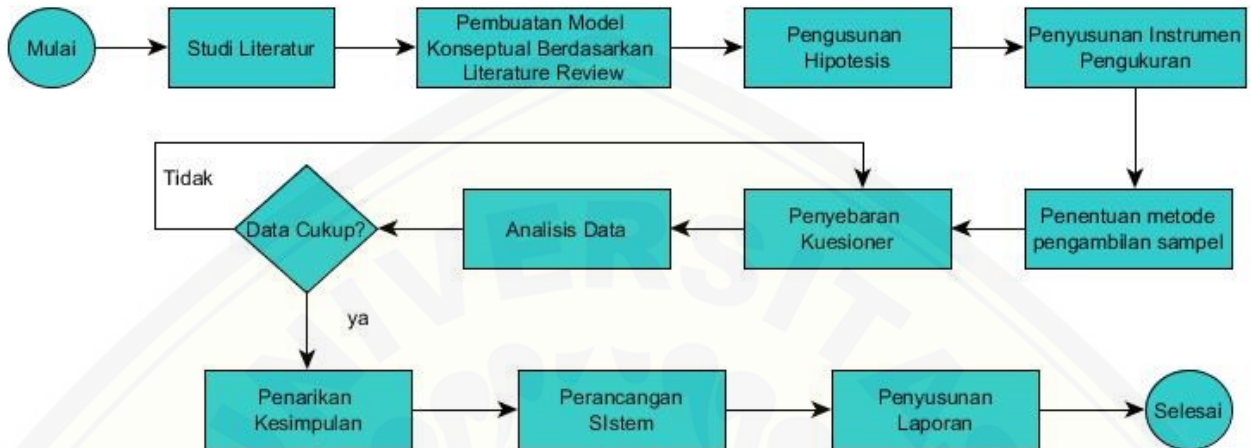 Mulai
Studi Literatur
Pembuatan Model
Konseptual Berdasarkan
Literature Review
Pengusunan
Hipotesis
Penyusunan Instrumen
Pengukuran
Tidak
Data Cukup?
Analisis Data
Penyebaran
Kuesioner
Penentuan metode
pengambilan sampel
ya
Penarikan
Kesimpulan
Perancangan
SIstem
Penyusunan
Laporan
Selesai
UNIVERSITAS